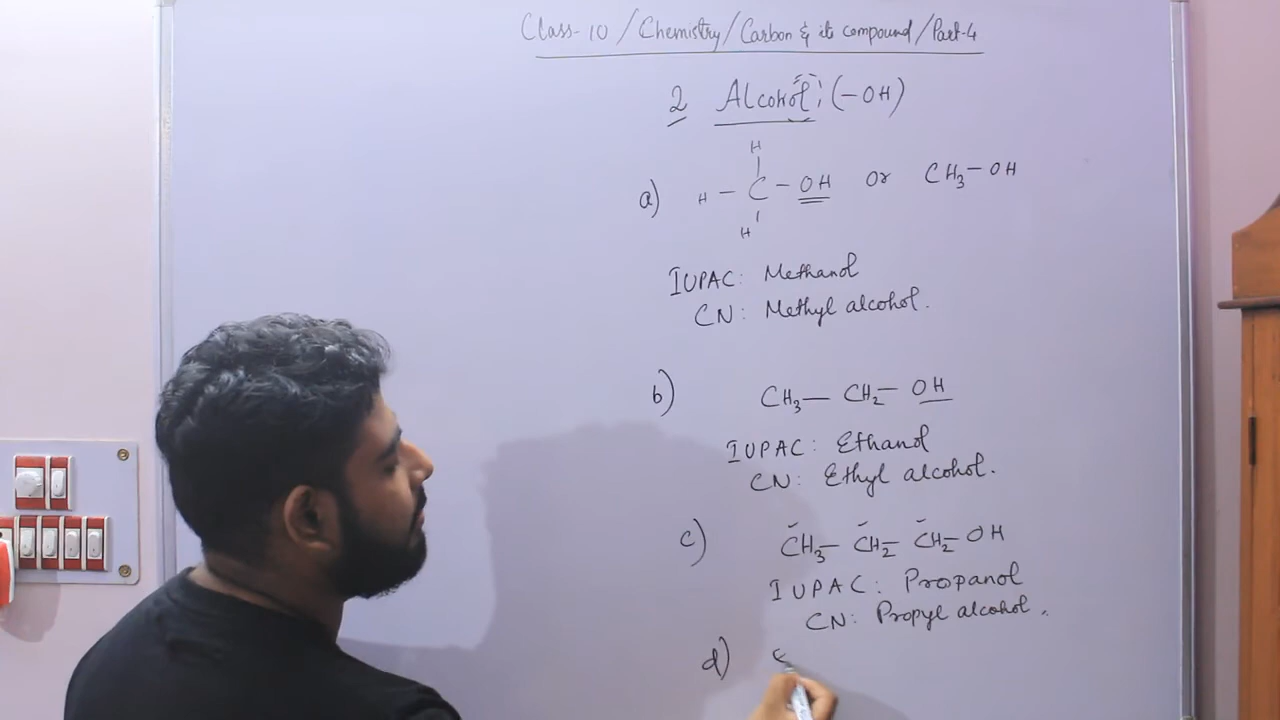 Class-10/Chemistry/Carbon & its compound/Part-4
2 Alcohol: (-OH)
H
a) H - C - OH or CH₃-OH
H
IUPAC: Methanol
CN: Methyl alcohol.
b) CH₃-CH₂-OH
IUPAC: Ethanol
CN: Ethyl alcohol.
c) CH₃-CH₂-CH₂-OH
IUPAC: Propanol
CN: Propyl alcohol.
d)